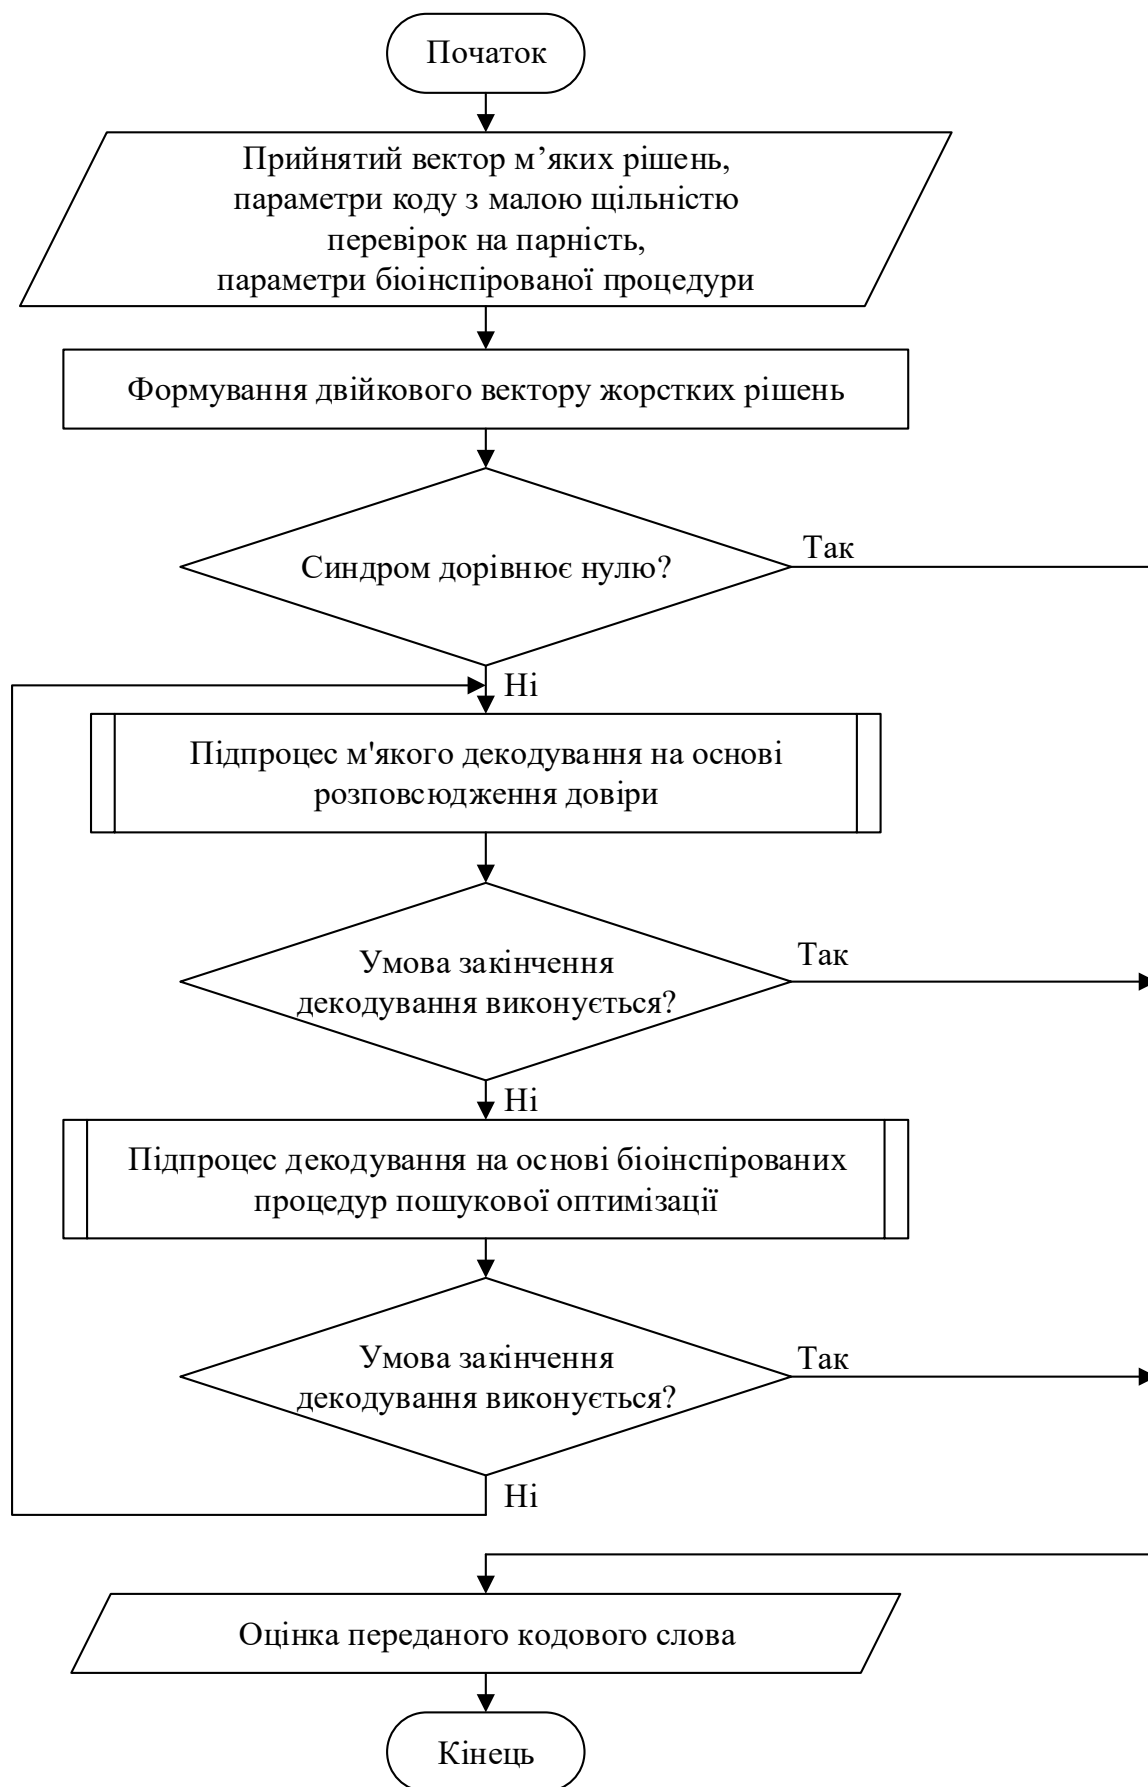 Початок
Прийнятий вектор м’яких рішень,
параметри коду з малою щільністю
перевірок на парність,
параметри біоінспірованої процедури
Формування двійкового вектору жорстких рішень
Синдром дорівнює нулю?
Так
Ні
Підпроцес м'якого декодування на основі
розповсюдження довіри
Умова закінчення
декодування виконується?
Так
Ні
Підпроцес декодування на основі біоінспірованих
процедур пошукової оптимізації
Умова закінчення
декодування виконується?
Так
Ні
Оцінка переданого кодового слова
Кінець